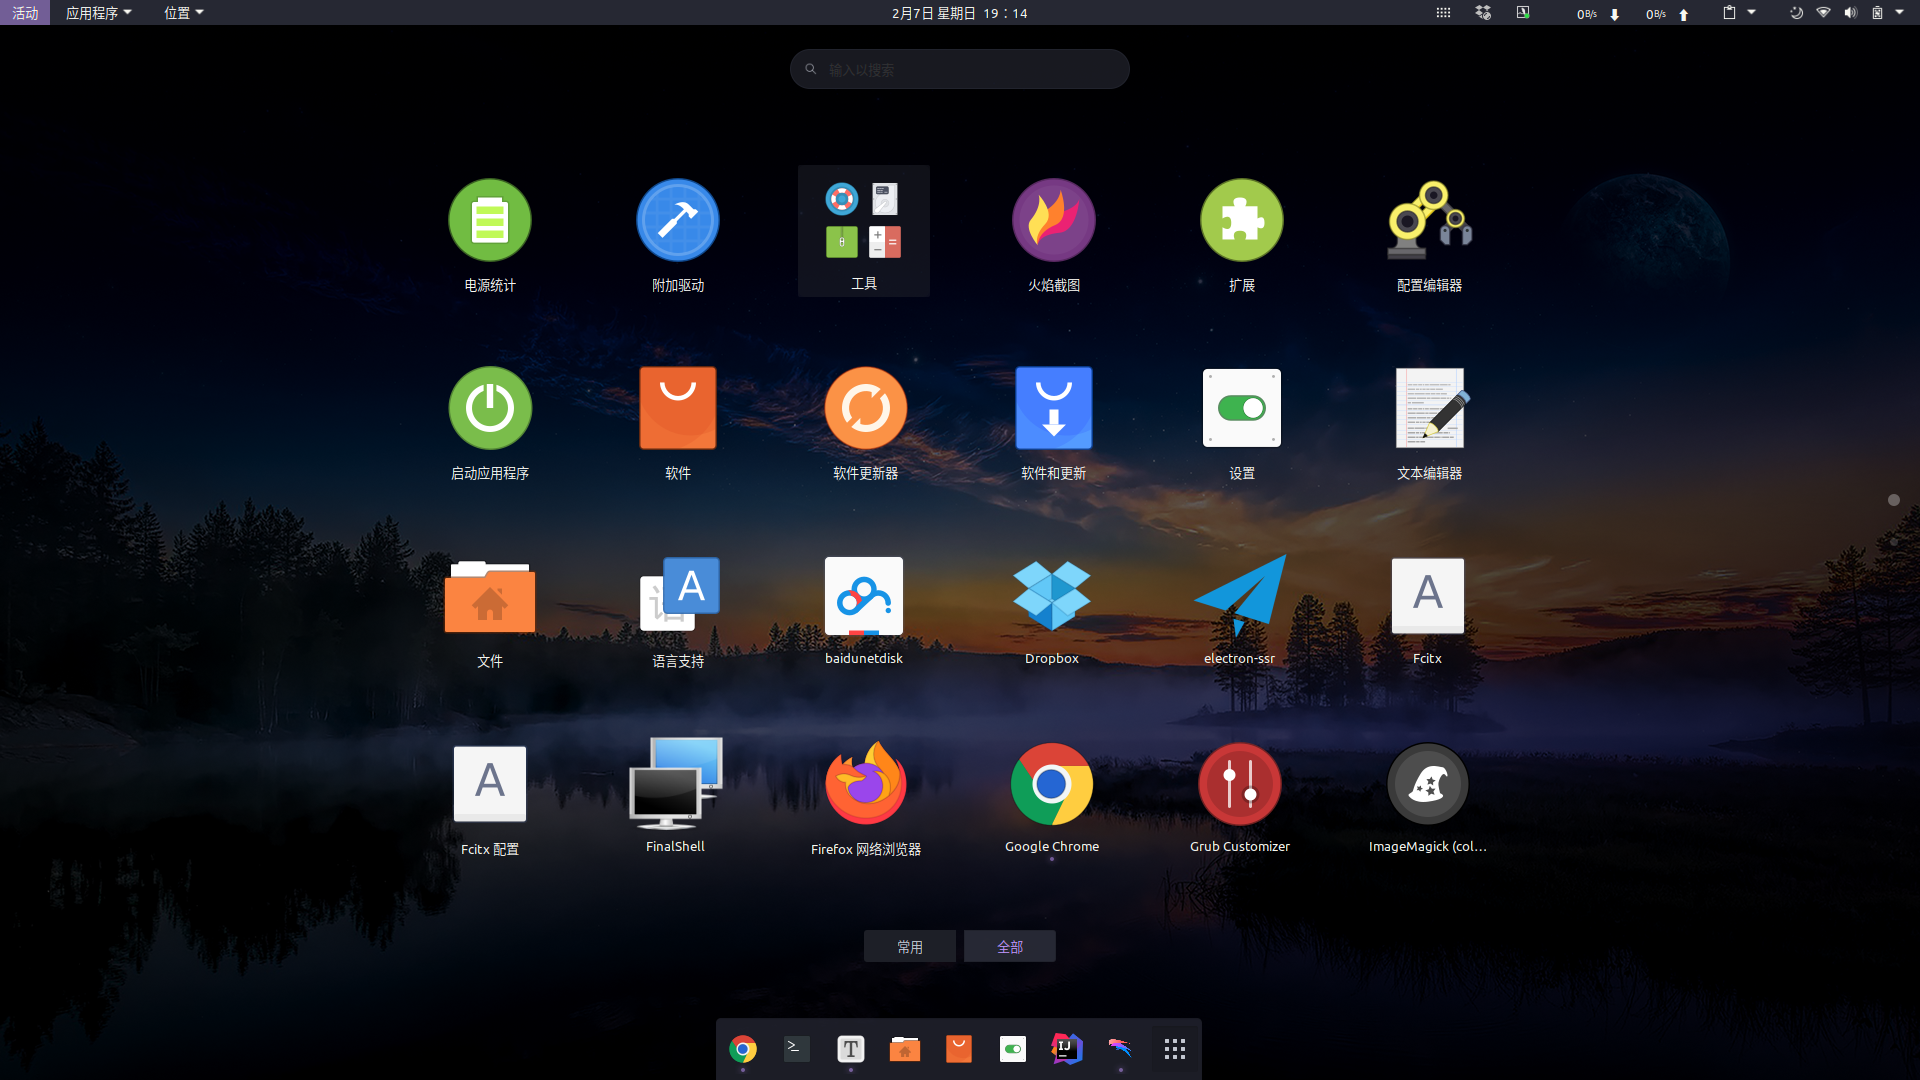 活动 应用程序 位置 2月7日 星期日 19：14 0B/s 0B/s
输入以搜索
电源统计 附加驱动 工具 火焰截图 扩展 配置编辑器
启动应用程序 软件 软件更新器 软件和更新 设置 文本编辑器
语 A A
文件 语言支持 baidunetdisk Dropbox electron-ssr Fcitx
A
Fcitx 配置 FinalShell Firefox 网络浏览器 Google Chrome Grub Customizer ImageMagick (col...
常用 全部
>_ T IJ